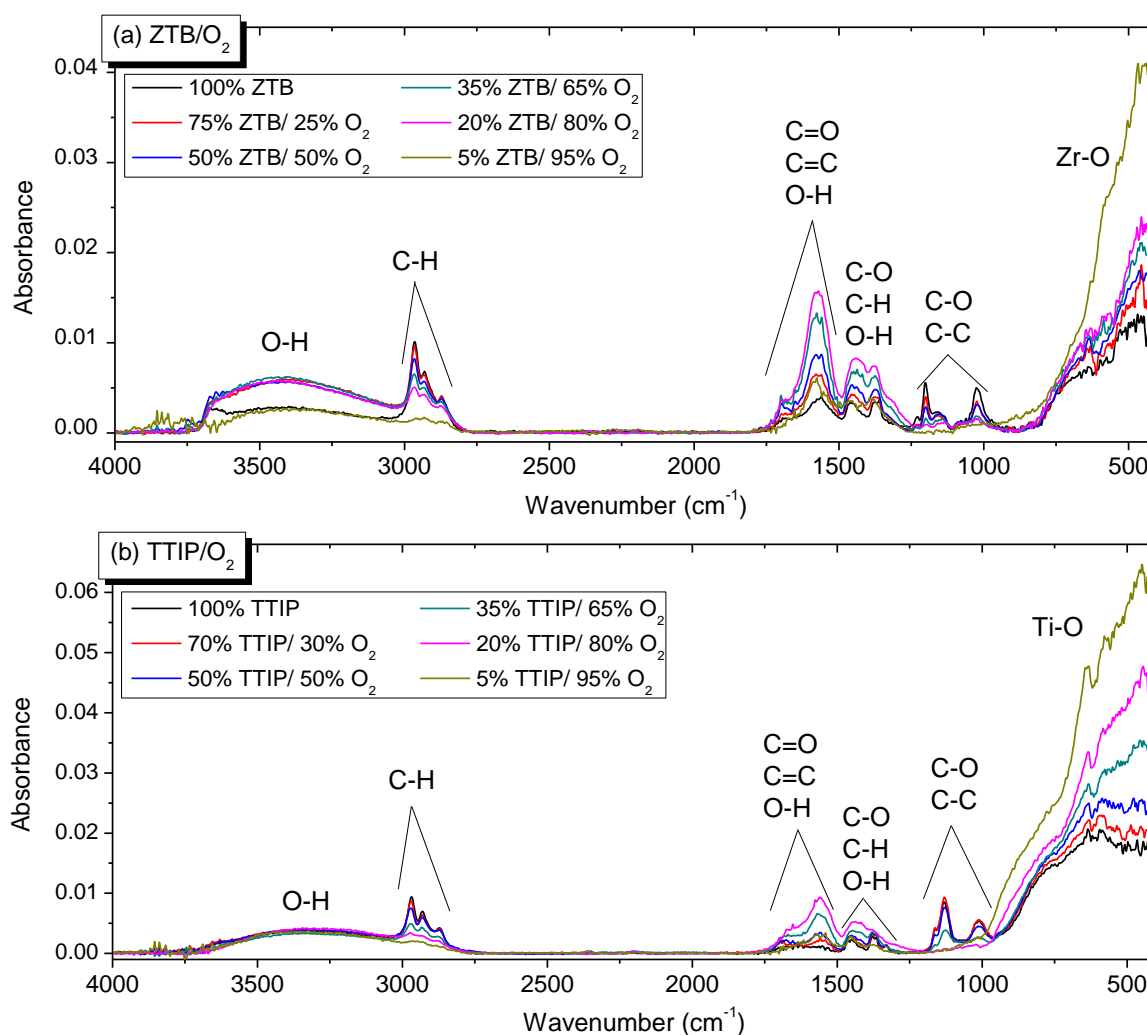 (a) ZTB/O2
0.04
0.03
0.02
0.01
0.00
Absorbance
100% ZTB
75% ZTB/ 25% O2
50% ZTB/ 50% O2
35% ZTB/ 65% O2
20% ZTB/ 80% O2
5% ZTB/ 95% O2
O-H
C-H
C=O
C=C
O-H
C-O
C-H
O-H
C-O
C-C
Zr-O
4000 3500 3000 2500 2000 1500 1000 500
Wavenumber (cm-1)
(b) TTIP/O2
0.06
0.05
0.04
0.03
0.02
0.01
0.00
Absorbance
100% TTIP
70% TTIP/ 30% O2
50% TTIP/ 50% O2
35% TTIP/ 65% O2
20% TTIP/ 80% O2
5% TTIP/ 95% O2
O-H
C-H
C=O
C=C
O-H
C-O
C-H
O-H
C-O
C-C
Ti-O
4000 3500 3000 2500 2000 1500 1000 500
Wavenumber (cm-1)